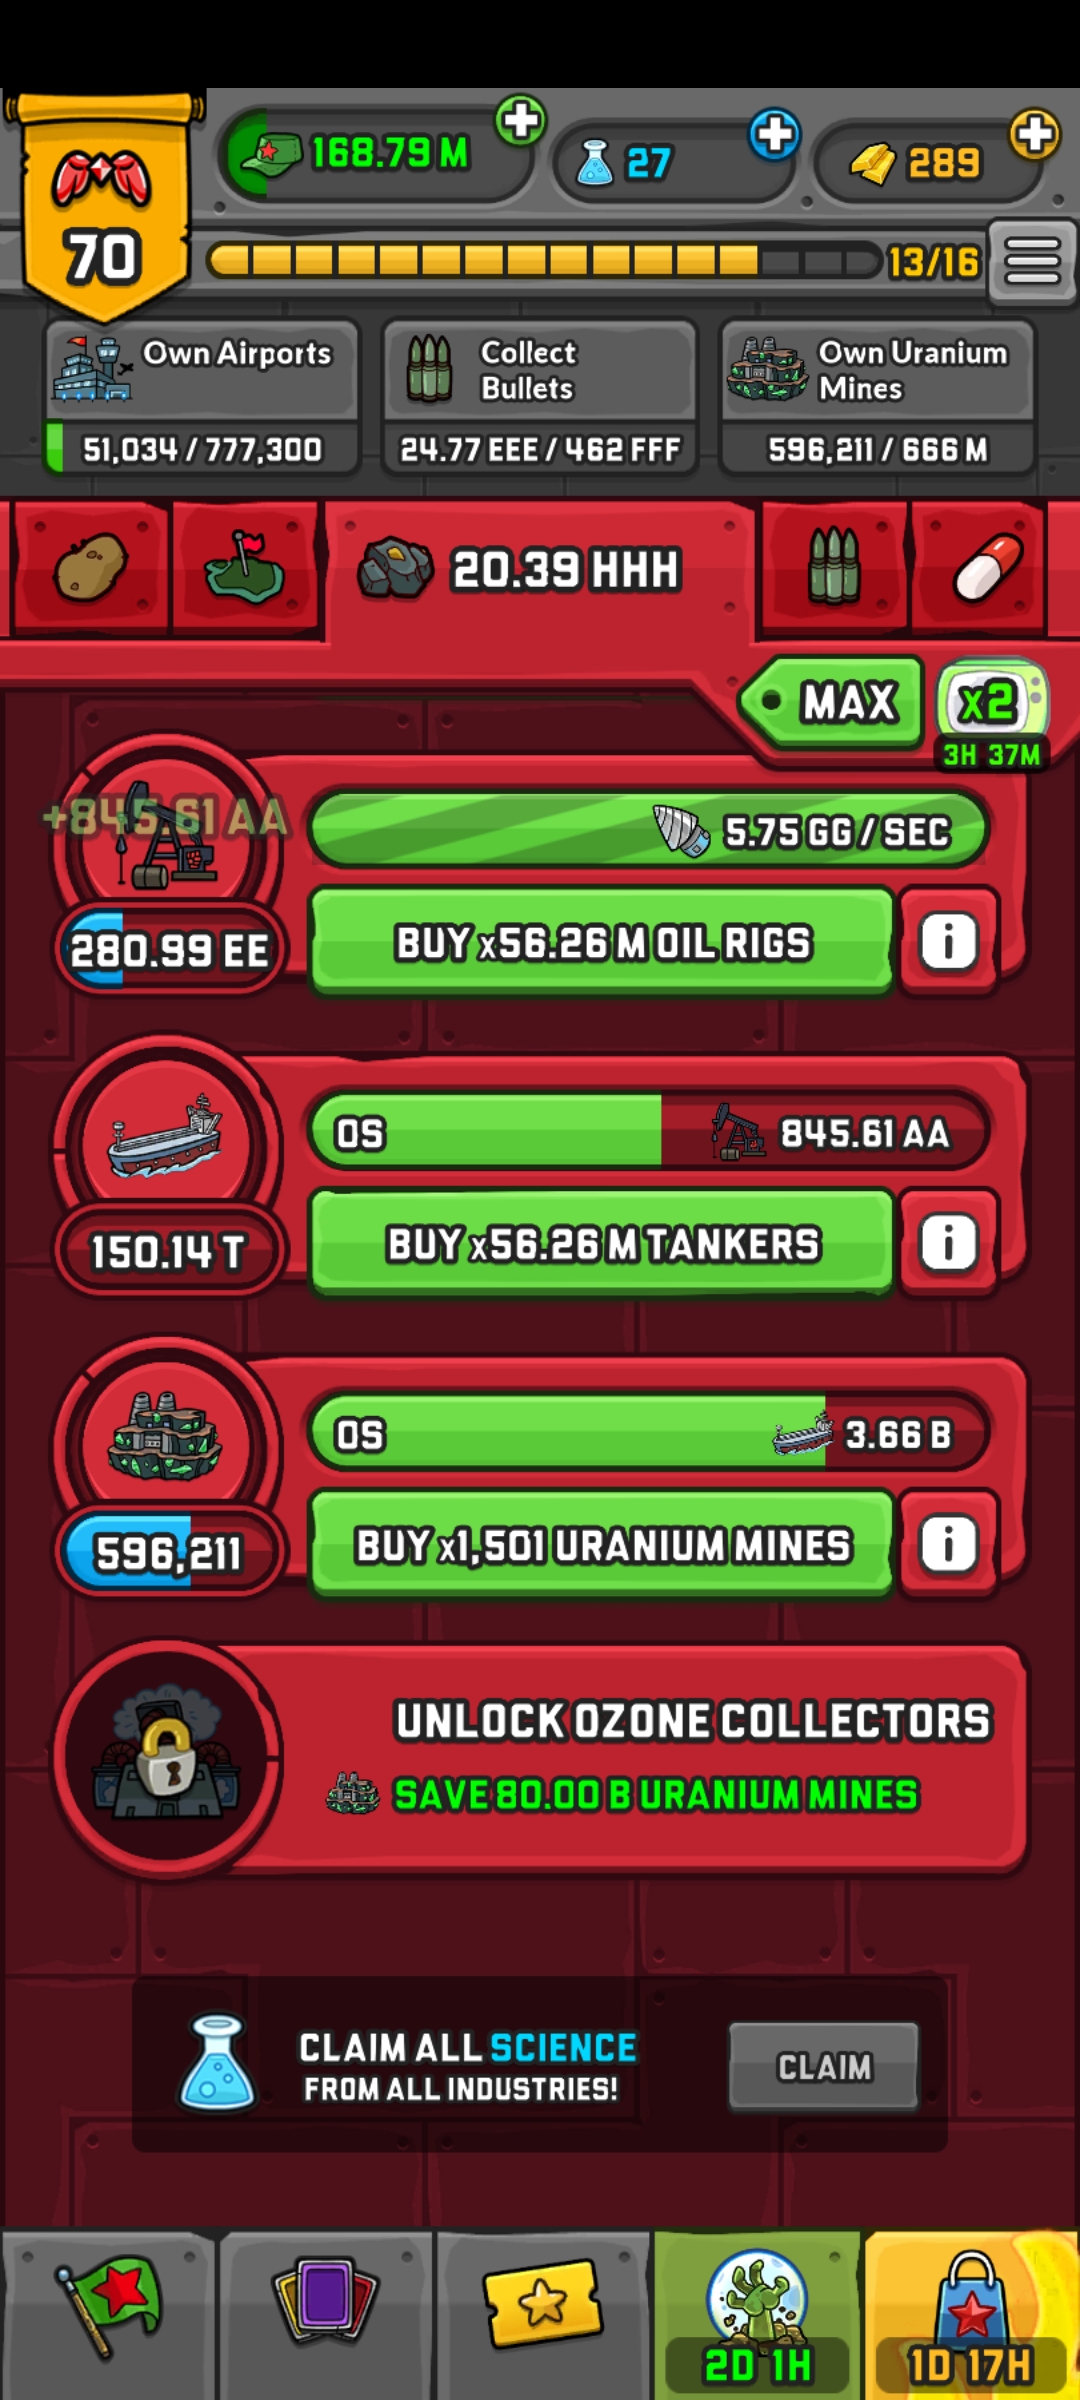 168.79 M
27
289
70
13/16
Own Airports
51,034 / 777,300
Collect
Bullets
24.77 EEE / 462 FFF
Own Uranium
Mines
596,211 / 666 M
20.39 HHH
MAX
x2
3H 37M
+845.61 AA
5.75 GG / SEC
280.99 EE
BUY x56.26 M OIL RIGS
i
0S
845.61 AA
150.14 T
BUY x56.26 M TANKERS
i
0S
3.66 B
596,211
BUY x1,501 URANIUM MINES
i
UNLOCK OZONE COLLECTORS
SAVE 80.00 B URANIUM MINES
CLAIM ALL SCIENCE
FROM ALL INDUSTRIES!
CLAIM
2D 1H
1D 17H